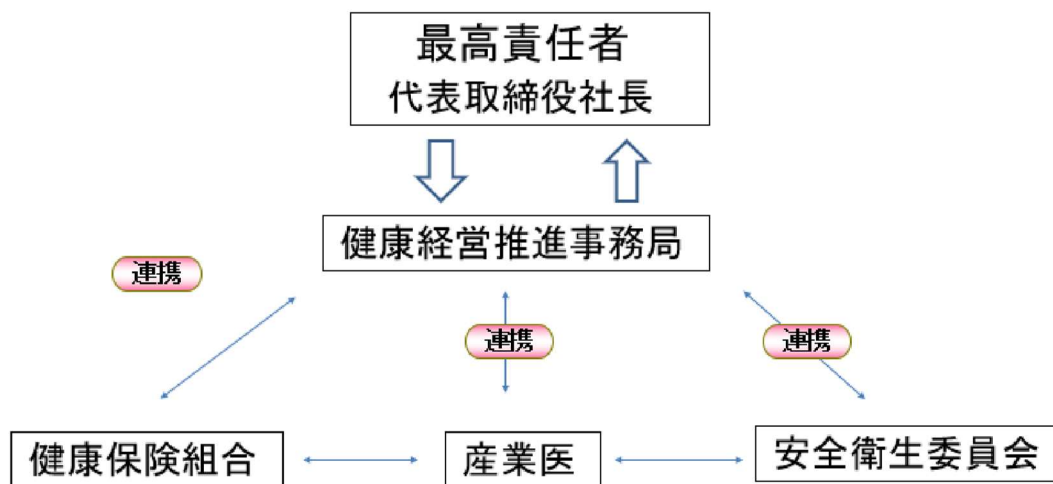 最高責任者
代表取締役社長
健康経営推進事務局
連携
連携
連携
健康保険組合
産業医
安全衛生委員会